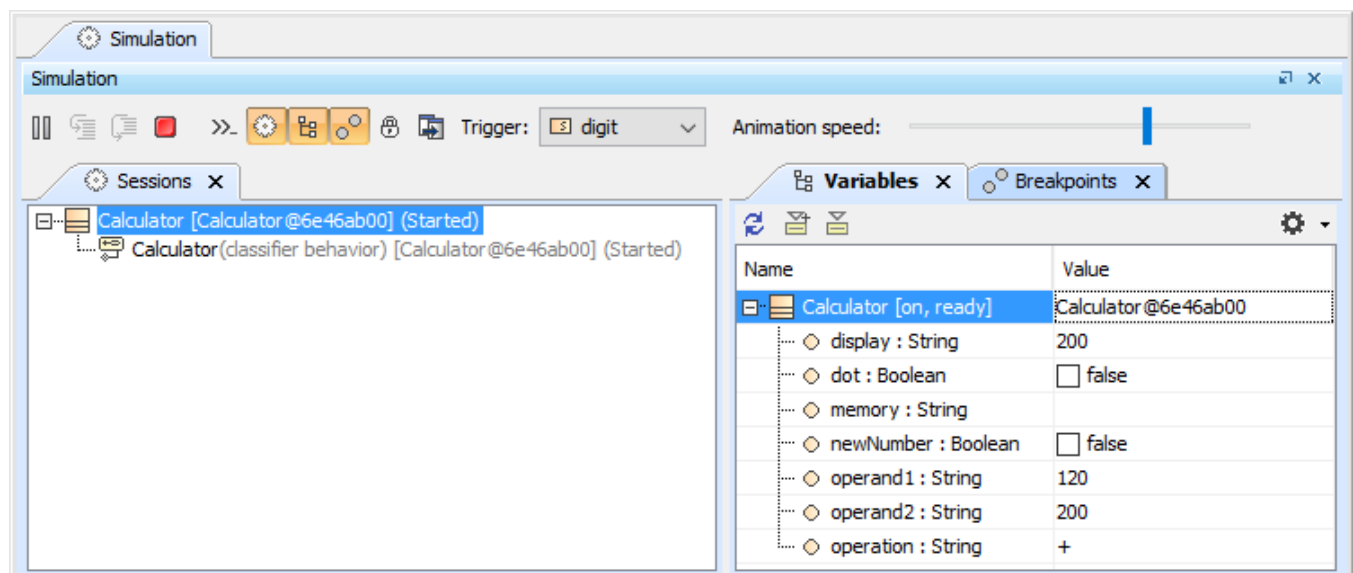 Simulation
Simulation
Trigger: digit Animation speed:
Sessions Variables Breakpoints
Calculator [Calculator@6e46ab00] (Started)
Calculator(classifier behavior) [Calculator@6e46ab00] (Started)
Name Value
Calculator [on, ready] Calculator@6e46ab00
display : String 200
dot : Boolean false
memory : String
newNumber : Boolean false
operand1 : String 120
operand2 : String 200
operation : String +